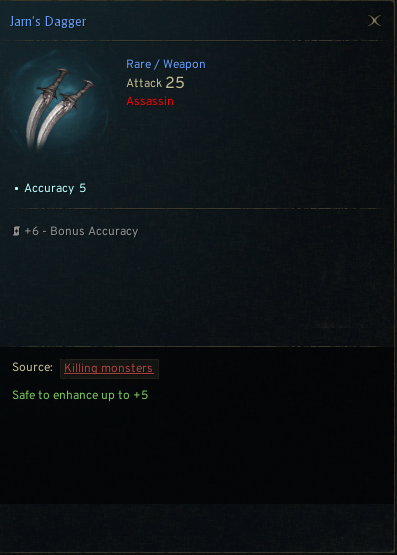 Jarn's Dagger
Rare / Weapon
Attack 25
Assassin
• Accuracy 5
+6 - Bonus Accuracy
Source: Killing monsters
Safe to enhance up to +5